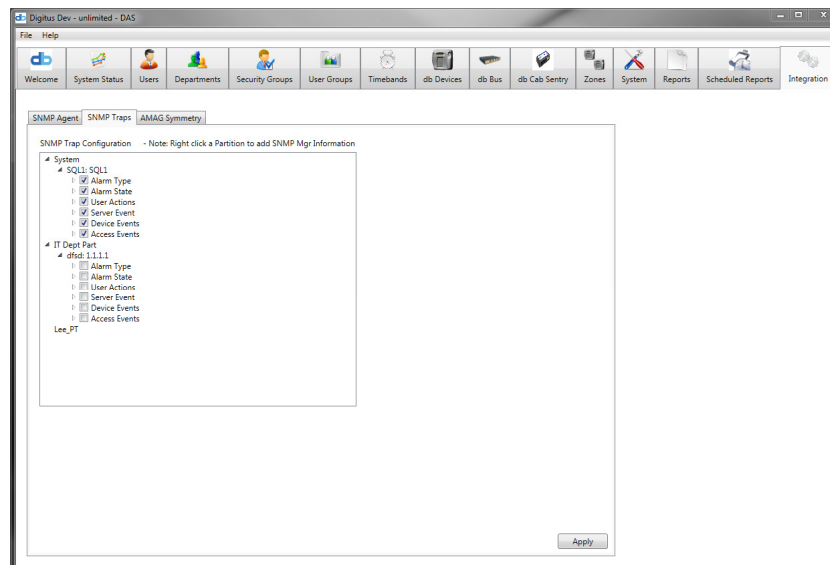 Digitus Dev - unlimited - DAS
File Help
db
Welcome System Status Users Departments Security Groups User Groups Timebands db Devices db Bus db Cab Sentry Zones System Reports Scheduled Reports Integration
SNMP Agent SNMP Traps AMAG Symmetry
SNMP Trap Configuration - Note: Right click a Partition to add SNMP Mgr Information
System
SQL1: SQL1
Alarm Type
Alarm State
User Actions
Server Event
Device Events
Access Events
IT Dept Part
dfsd: 1.1.1.1
Alarm Type
Alarm State
User Actions
Server Event
Device Events
Access Events
Lee_PT
Apply